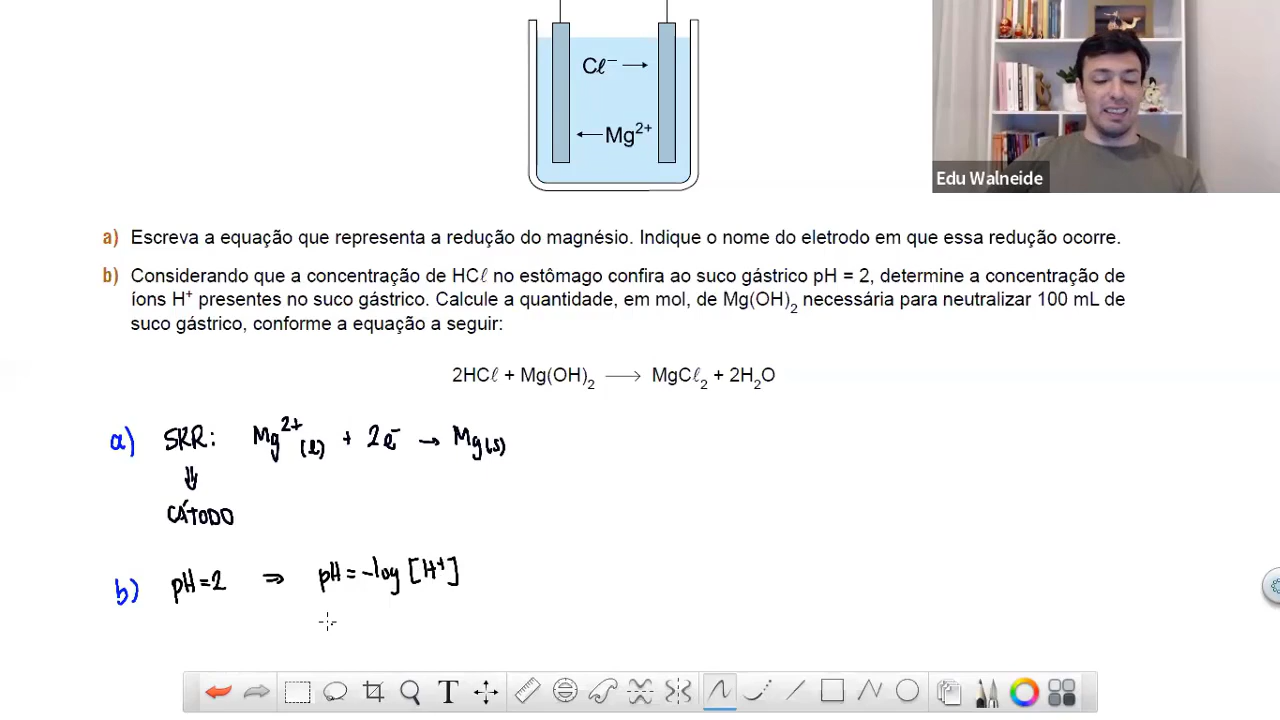 Cℓ⁻ →
← Mg²⁺
Edu Walneide
a) Escreva a equação que representa a redução do magnésio. Indique o nome do eletrodo em que essa redução ocorre.
b) Considerando que a concentração de HCℓ no estômago confira ao suco gástrico pH = 2, determine a concentração de
íons H⁺ presentes no suco gástrico. Calcule a quantidade, em mol, de Mg(OH)₂ necessária para neutralizar 100 mL de
suco gástrico, conforme a equação a seguir:
2HCℓ + Mg(OH)₂ ⟶ MgCℓ₂ + 2H₂O
a) SRR: Mg²⁺(ℓ) + 2e⁻ → Mg(s)
⇓
CÁTODO
b) pH=2 ⇒ pH=-log [H⁺]
T